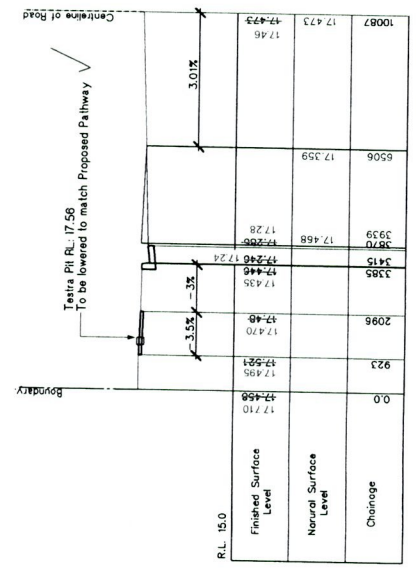 Testra Pit RL: 17.56
To be lowered to match Proposed Pathway
Boundary.
Centreline of Road
-3.5%
-3%
3.01%
R.L. 15.0
Finished Surface
Level
17.710
17.458
17.495
17.521
17.470
17.48
17.435
17.446
17.24
17.246
17.286
17.28
17.46
17.473
Narural Surface
Level
17.468
17.359
17.473
Chainage
0.0
923
2096
3385
3415
3870
3939
6506
10087